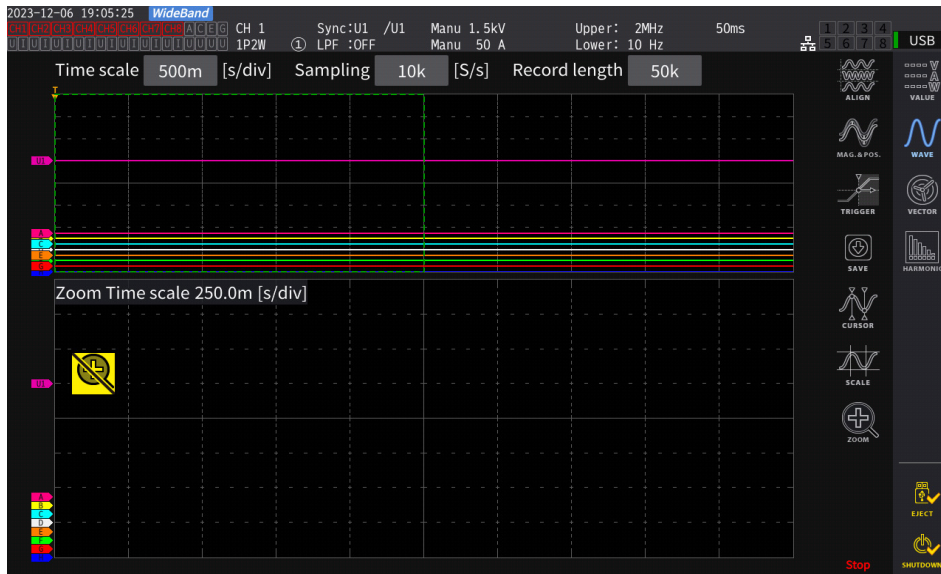 2023-12-06 19:05:25 WideBand
CH1 CH2 CH3 CH4 CH5 CH6 CH7 CH8 A C E G CH 1 Sync:U1 /U1 Manu 1.5kV Upper: 2MHz 50ms 1 2 3 4
U I U I U I U I U I U I U I U I U U U U 1P2W ① LPF :OFF Manu 50 A Lower: 10 Hz 5 6 7 8 USB
Time scale 500m [s/div] Sampling 10k [S/s] Record length 50k
T
ALIGN
V
A
W
VALUE
U1
MAG.&POS.
WAVE
TRIGGER
VECTOR
A
C
E
G
SAVE
HARMONIC
Zoom Time scale 250.0m [s/div]
CURSOR
U1
SCALE
ZOOM
A
B
C
D
E
F
G
EJECT
Stop
SHUTDOWN